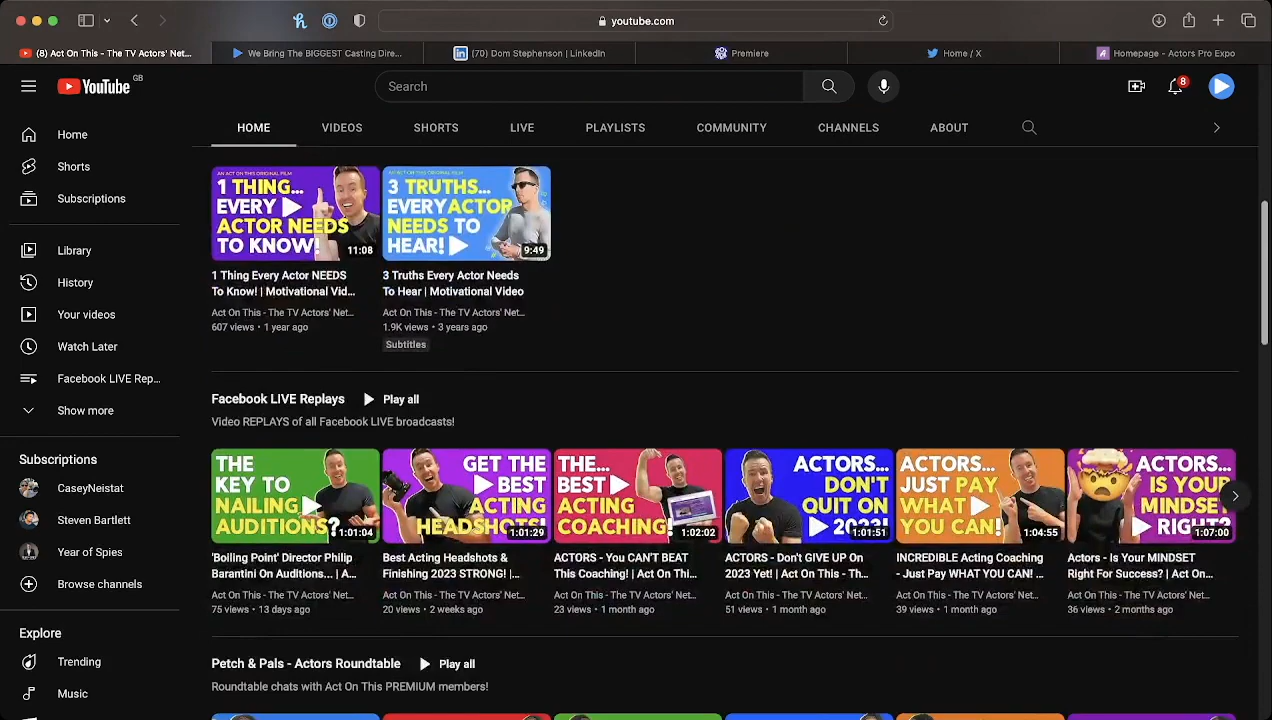 youtube.com
(8) Act On This - The TV Actors' Net...
We Bring The BIGGEST Casting Dire...
(70) Dom Stephenson | LinkedIn
Premiere
Home / X
Homepage - Actors Pro Expo
YouTube GB
Search
8
HOME
VIDEOS
SHORTS
LIVE
PLAYLISTS
COMMUNITY
CHANNELS
ABOUT
Home
Shorts
Subscriptions
Library
History
Your videos
Watch Later
Facebook LIVE Rep...
Show more
Subscriptions
CaseyNeistat
Steven Bartlett
Year of Spies
Browse channels
Explore
Trending
Music
AN ACT ON THIS ORIGINAL FILM
1 THING...
EVERY
ACTOR NEEDS
TO KNOW!
11:08
1 Thing Every Actor NEEDS
To Know! | Motivational Vid...
Act On This - The TV Actors' Net...
607 views • 1 year ago
AN ACT ON THIS ORIGINAL FILM
3 TRUTHS...
EVERY ACTOR
NEEDS TO
HEAR!
9:49
3 Truths Every Actor Needs
To Hear | Motivational Video
Act On This - The TV Actors' Net...
1.9K views • 3 years ago
Subtitles
Facebook LIVE Replays
Play all
Video REPLAYS of all Facebook LIVE broadcasts!
THE
KEY TO
NAILING
AUDITIONS?
1:01:04
'Boiling Point' Director Philip
Barantini On Auditions... | A...
Act On This - The TV Actors' Net...
75 views • 13 days ago
GET THE
BEST
ACTING
HEADSHOTS!
1:01:29
Best Acting Headshots &
Finishing 2023 STRONG! |...
Act On This - The TV Actors' Net...
20 views • 2 weeks ago
THE...
BEST
ACTING
COACHING!
1:02:02
ACTORS - You CAN'T BEAT
This Coaching! | Act On Thi...
Act On This - The TV Actors' Net...
23 views • 1 month ago
ACTORS...
DON'T
QUIT ON
2023!
1:01:51
ACTORS - Don't GIVE UP On
2023 Yet! | Act On This - Th...
Act On This - The TV Actors' Net...
51 views • 1 month ago
ACTORS...
JUST PAY
WHAT
YOU CAN!
1:04:55
INCREDIBLE Acting Coaching
- Just Pay WHAT YOU CAN! ...
Act On This - The TV Actors' Net...
39 views • 1 month ago
ACTORS...
IS YOUR
MINDSET
RIGHT?
1:07:00
Actors - Is Your MINDSET
Right For Success? | Act On...
Act On This - The TV Actors' Net...
36 views • 2 months ago
Petch & Pals - Actors Roundtable
Play all
Roundtable chats with Act On This PREMIUM members!